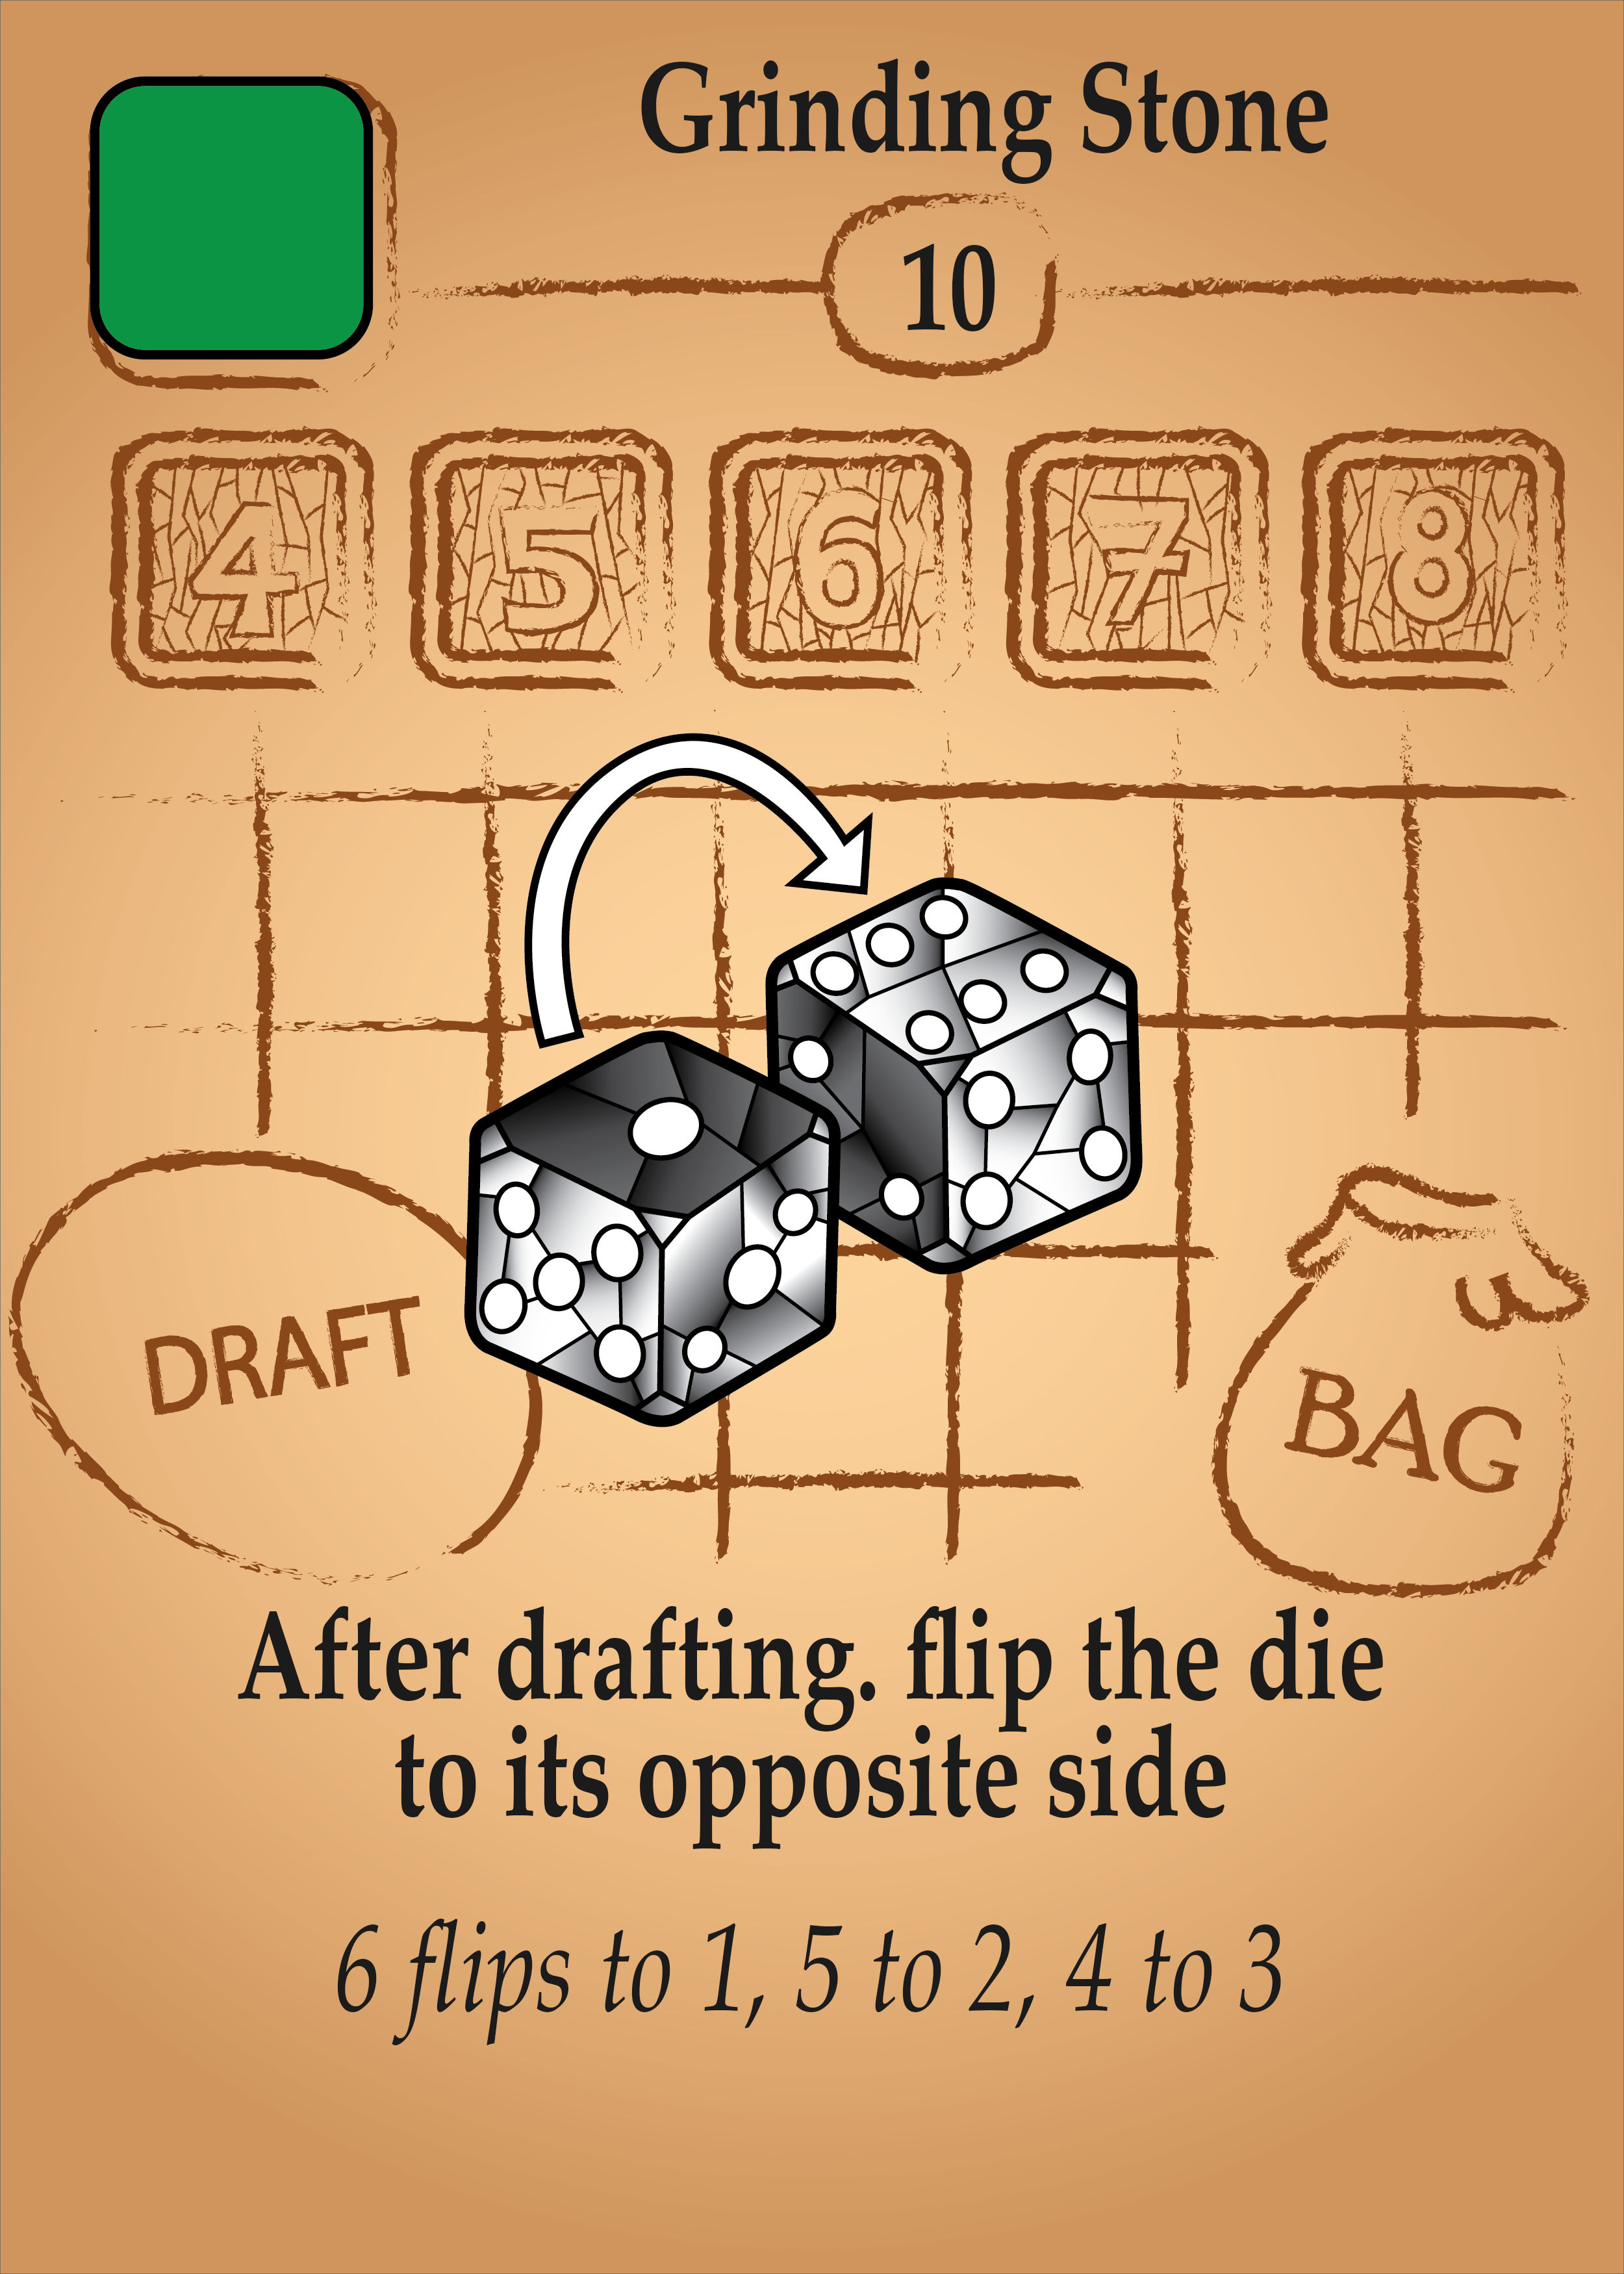 Grinding Stone
10
4 5 6 7 8
DRAFT
BAG
After drafting. flip the die
to its opposite side
6 flips to 1, 5 to 2, 4 to 3